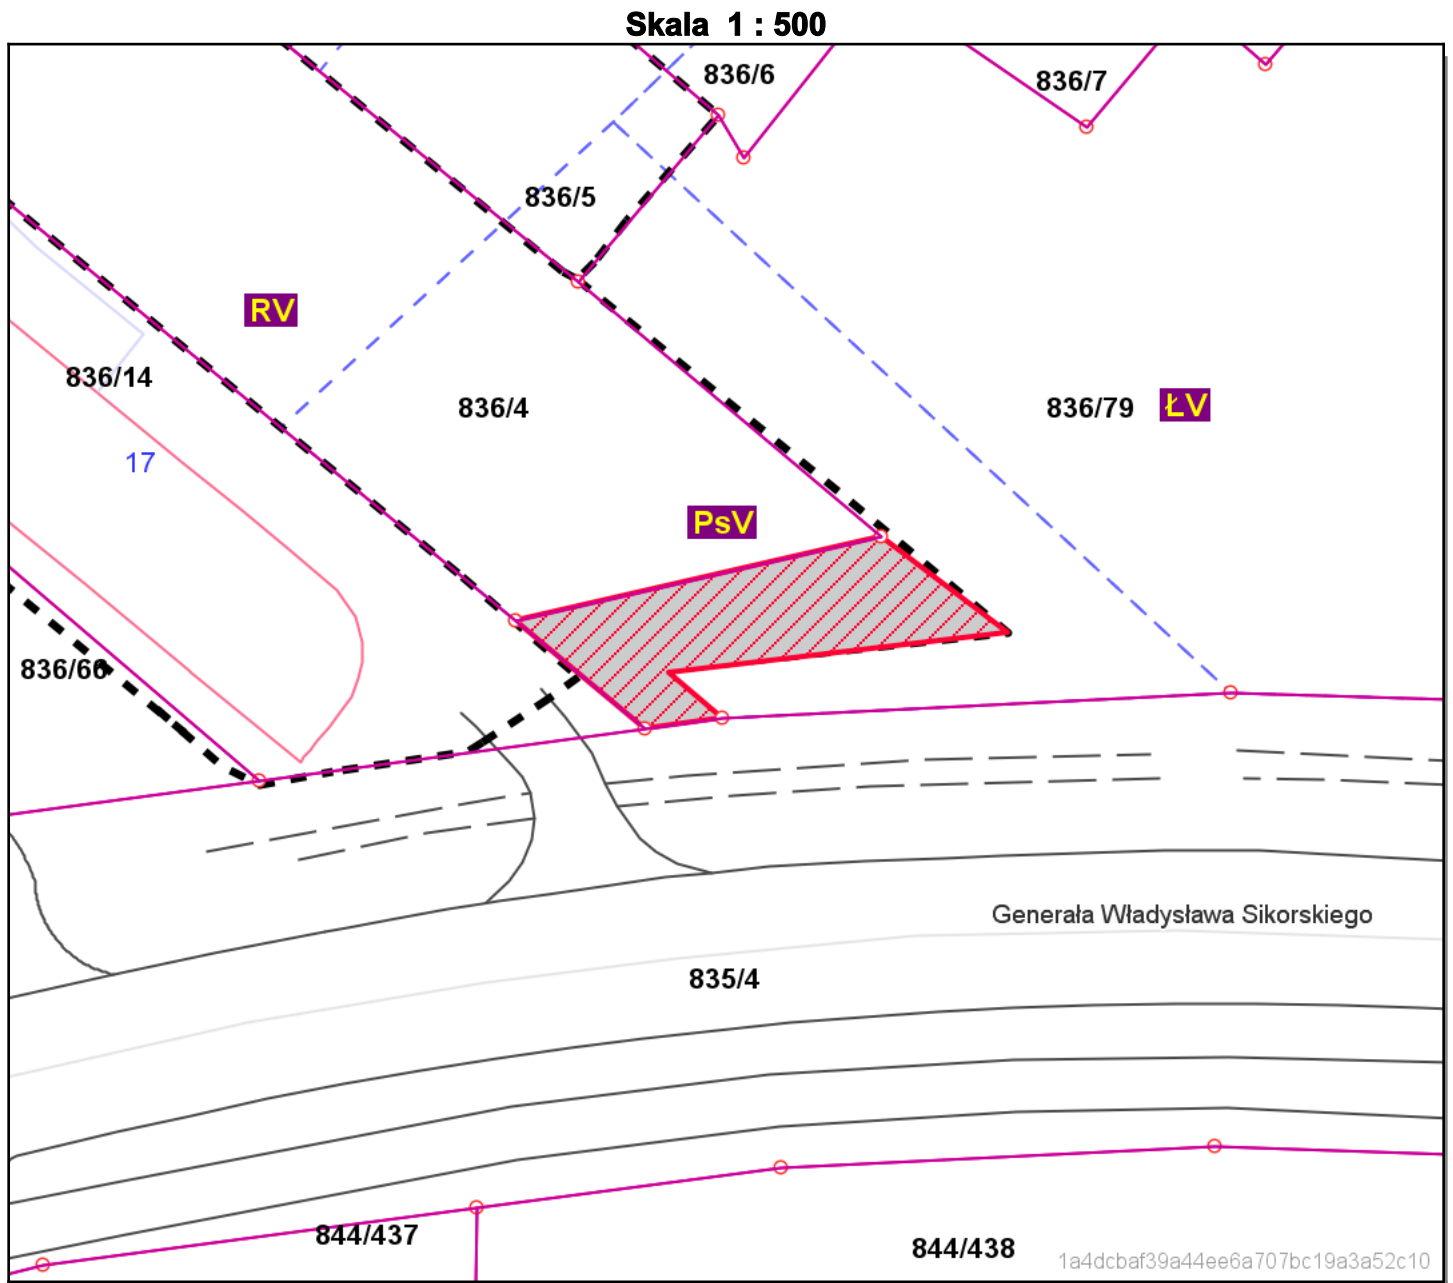 Skala 1 : 500
836/6
836/7
836/5
RV
836/14
836/4
836/79
ŁV
17
PsV
836/66
Generała Władysława Sikorskiego
835/4
844/437
844/438
1a4dcbaf39a44ee6a707bc19a3a52c10